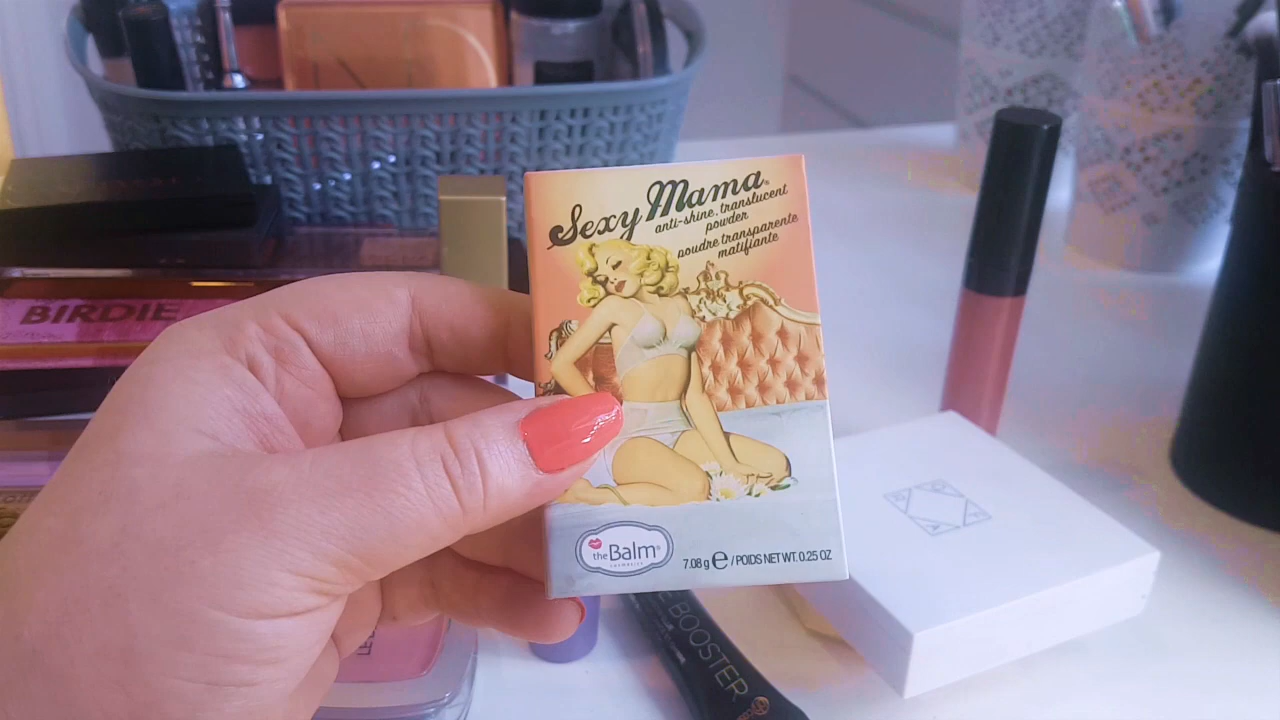 Sexy Mama®
anti-shine, translucent
powder
poudre transparente
matifiante
BIRDIE
theBalm®
COSMETICS
7.08 g ℮ / POIDS NET WT. 0.25 OZ
BOOSTER